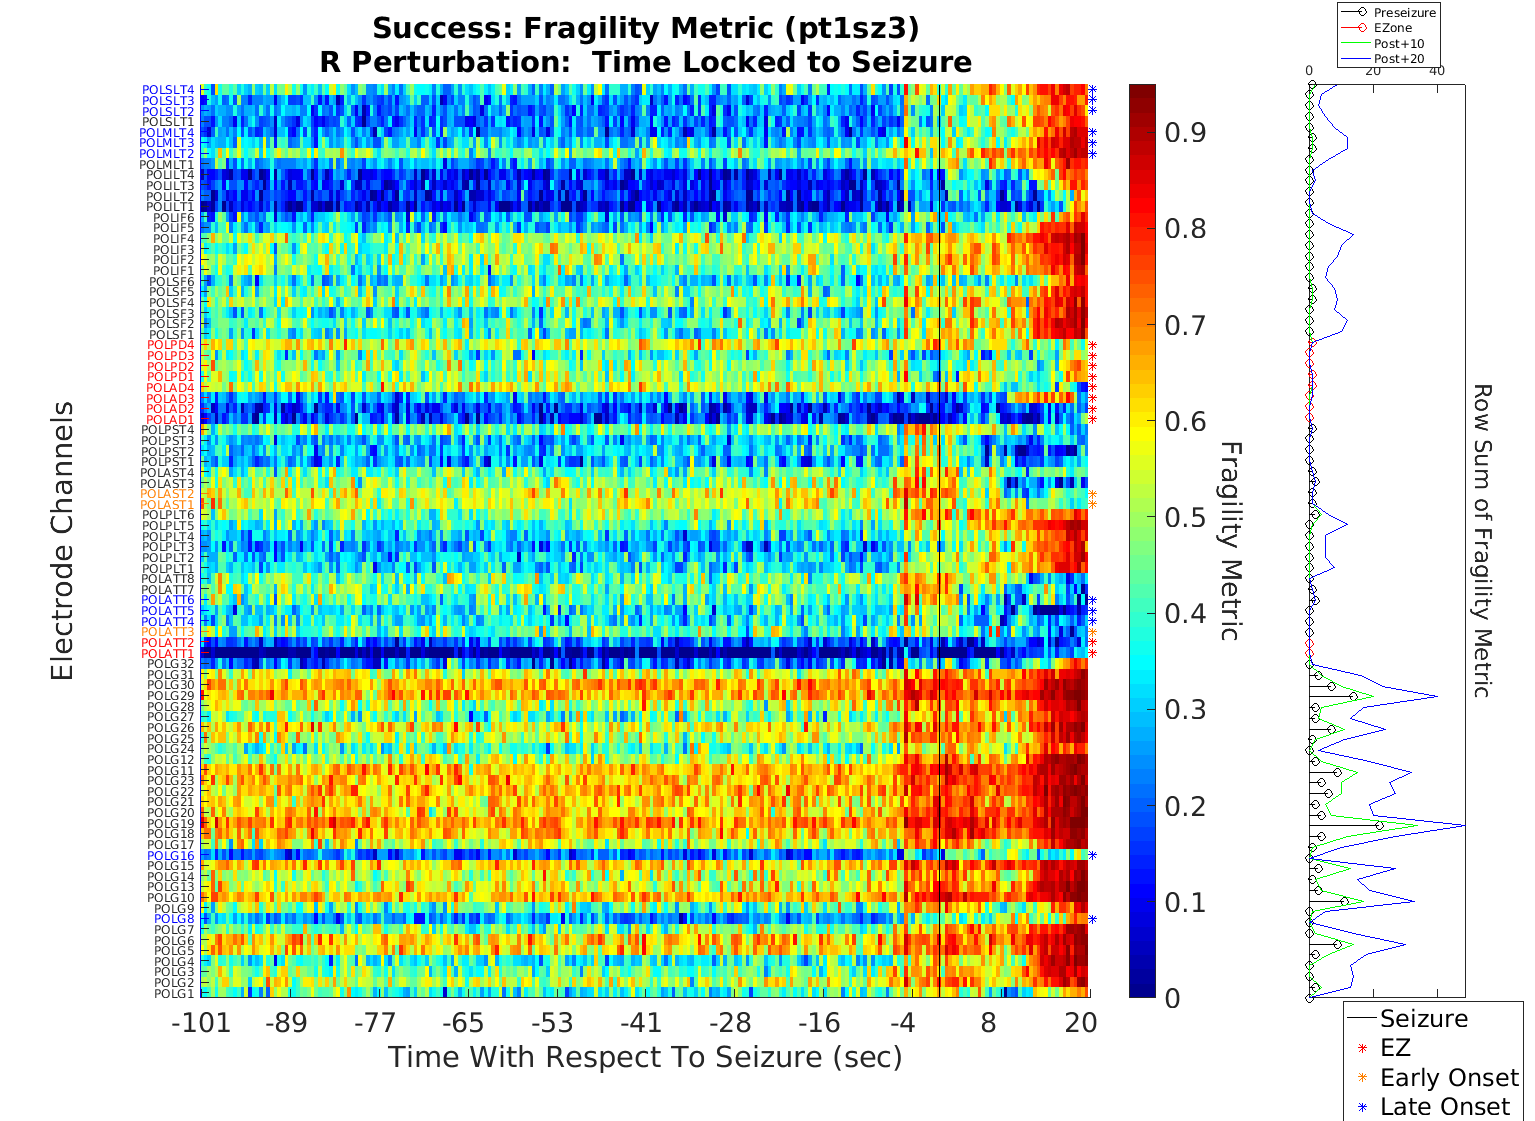 Success: Fragility Metric (pt1sz3)
R Perturbation: Time Locked to Seizure
Preseizure
EZone
Post+10
Post+20
0 20 40
POLSLT4
POLSLT3
POLSLT2
POLSLT1
POLMLT4
POLMLT3
POLMLT2
POLMLT1
POLILT4
POLILT3
POLILT2
POLILT1
POLIF6
POLIF5
POLIF4
POLIF3
POLIF2
POLIF1
POLSF6
POLSF5
POLSF4
POLSF3
POLSF2
POLSF1
POLPD4
POLPD3
POLPD2
POLPD1
POLAD4
POLAD3
POLAD2
POLAD1
POLPST4
POLPST3
POLPST2
POLPST1
POLAST4
POLAST3
POLAST2
POLAST1
POLPLT6
POLPLT5
POLPLT4
POLPLT3
POLPLT2
POLPLT1
POLATT8
POLATT7
POLATT6
POLATT5
POLATT4
POLATT3
POLATT2
POLATT1
POLG32
POLG31
POLG30
POLG29
POLG28
POLG27
POLG26
POLG25
POLG24
POLG12
POLG11
POLG23
POLG22
POLG21
POLG20
POLG19
POLG18
POLG17
POLG16
POLG15
POLG14
POLG13
POLG10
POLG9
POLG8
POLG7
POLG6
POLG5
POLG4
POLG3
POLG2
POLG1
Electrode Channels
-101 -89 -77 -65 -53 -41 -28 -16 -4 8 20
Time With Respect To Seizure (sec)
0.9
0.8
0.7
0.6
0.5
0.4
0.3
0.2
0.1
0
Fragility Metric
Row Sum of Fragility Metric
Seizure
EZ
Early Onset
Late Onset